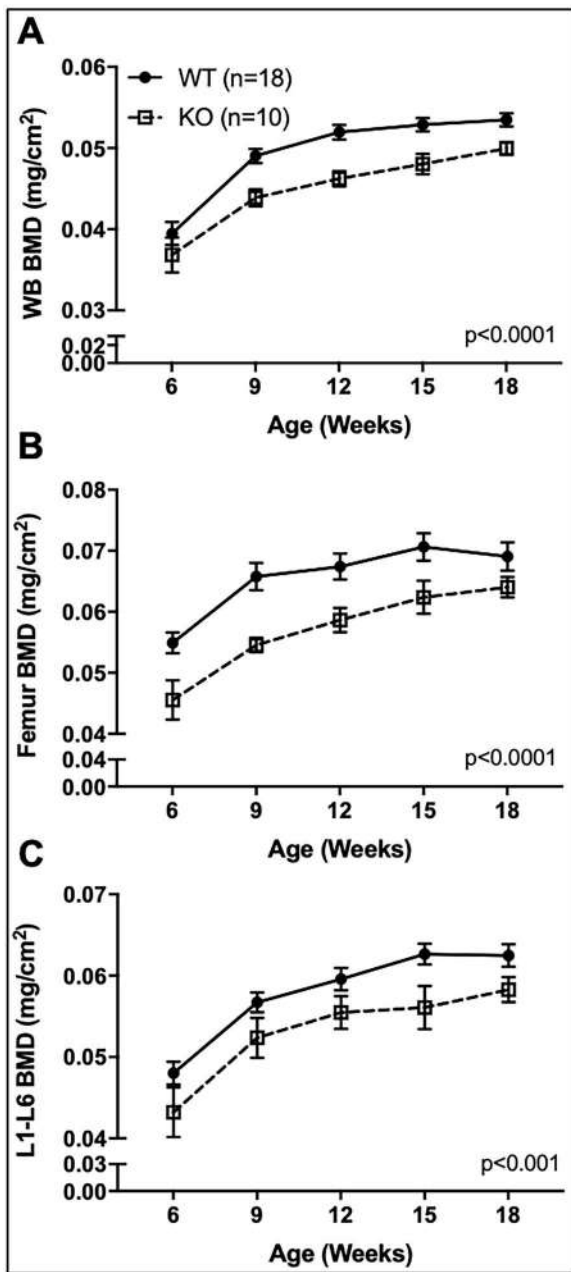 A
WB BMD (mg/cm²)
0.06
0.05
0.04
0.03
0.02
0.00
WT (n=18)
KO (n=10)
p<0.0001
6 9 12 15 18
Age (Weeks)
B
Femur BMD (mg/cm²)
0.08
0.07
0.06
0.05
0.04
0.04
0.00
p<0.0001
6 9 12 15 18
Age (Weeks)
C
L1-L6 BMD (mg/cm²)
0.07
0.06
0.05
0.04
0.03
0.00
p<0.001
6 9 12 15 18
Age (Weeks)